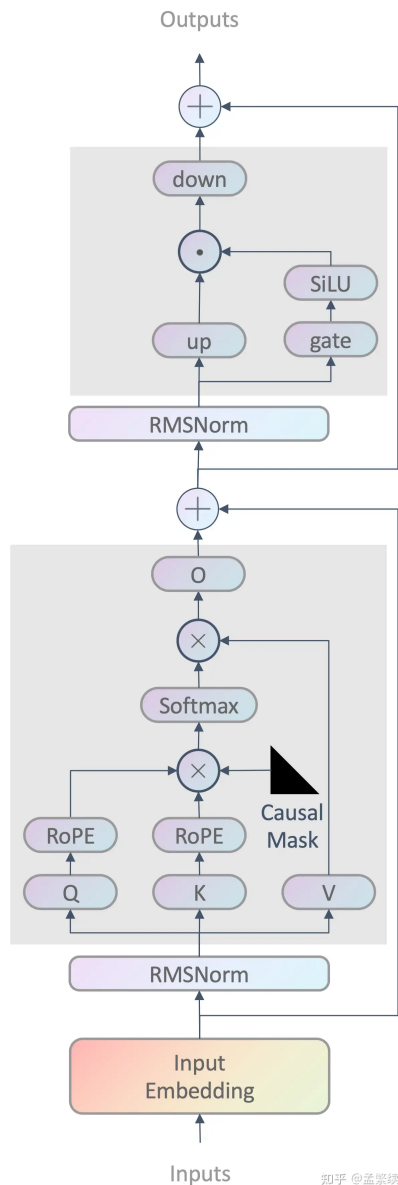 Outputs
down
SiLU
up
gate
RMSNorm
O
Softmax
Causal
Mask
RoPE
RoPE
Q
K
V
RMSNorm
Input
Embedding
Inputs
知乎 @孟繁续